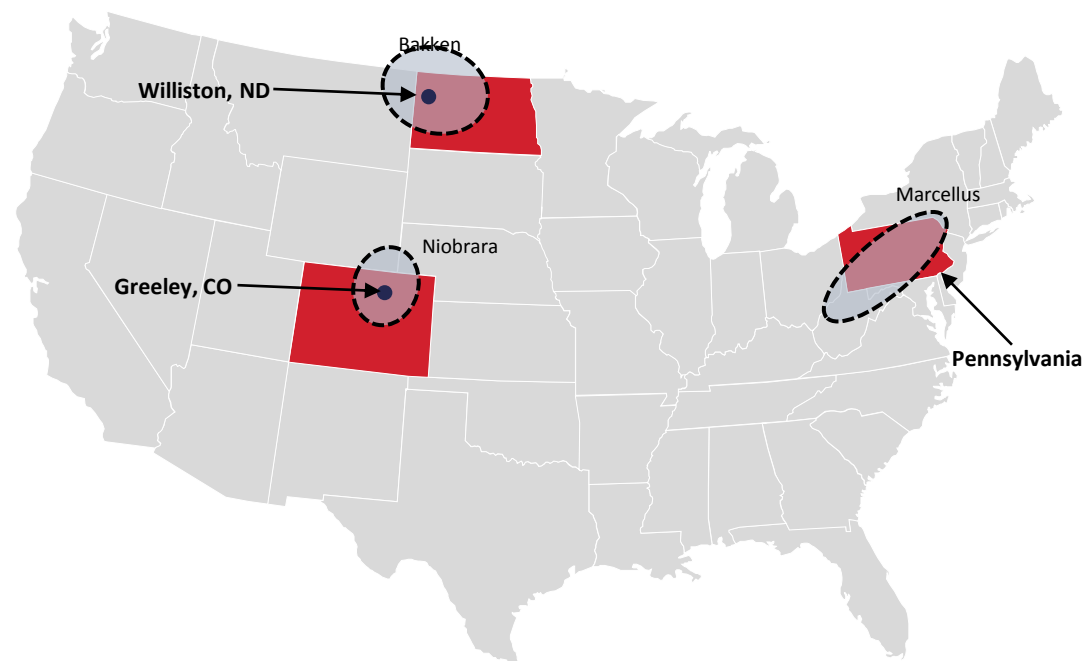 Bakken
Williston, ND
Marcellus
Niobrara
Greeley, CO
Pennsylvania